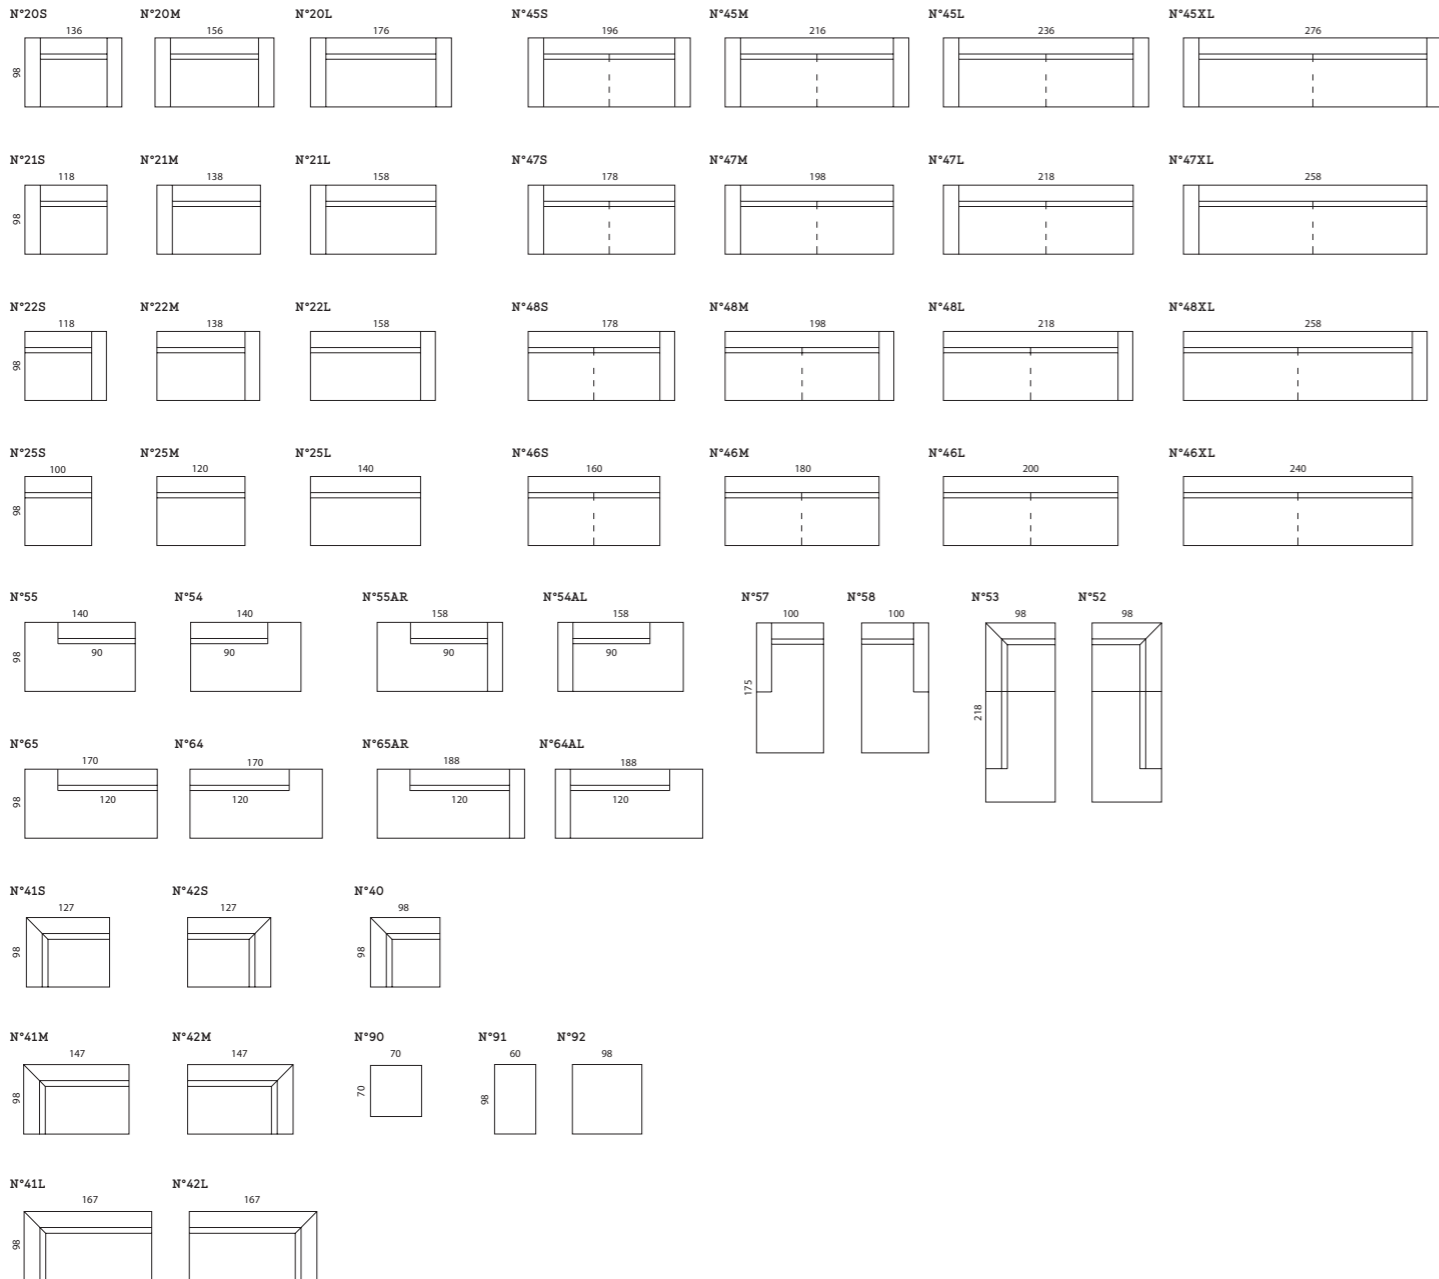 N°20S N°20M N°20L N°45S N°45M N°45L N°45XL
136 156 176 196 216 236 276
98
N°21S N°21M N°21L N°47S N°47M N°47L N°47XL
118 138 158 178 198 218 258
98
N°22S N°22M N°22L N°48S N°48M N°48L N°48XL
118 138 158 178 198 218 258
98
N°25S N°25M N°25L N°46S N°46M N°46L N°46XL
100 120 140 160 180 200 240
98
N°55 N°54 N°55AR N°54AL N°57 N°58 N°53 N°52
140 140 158 158 100 100 98 98
98 90 90 90 90 175 218
N°65 N°64 N°65AR N°64AL
170 170 188 188
98 120 120 120 120
N°41S N°42S N°40
127 127 98
98 98
N°41M N°42M N°90 N°91 N°92
147 147 70 60 98
98 70 98
N°41L N°42L
167 167
98